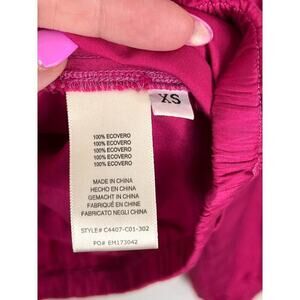 XS
100% ECOVERO
100% ECOVERO
100% ECOVERO
100% ECOVERO
100% ECOVERO
MADE IN CHINA
HECHO EN CHINA
GEMACHT IN CHINA
FABRIQUÉ EN CHINE
FABRICATO NEGLI CHINA
STYLE# C4407-C01-302
PO# EM173042